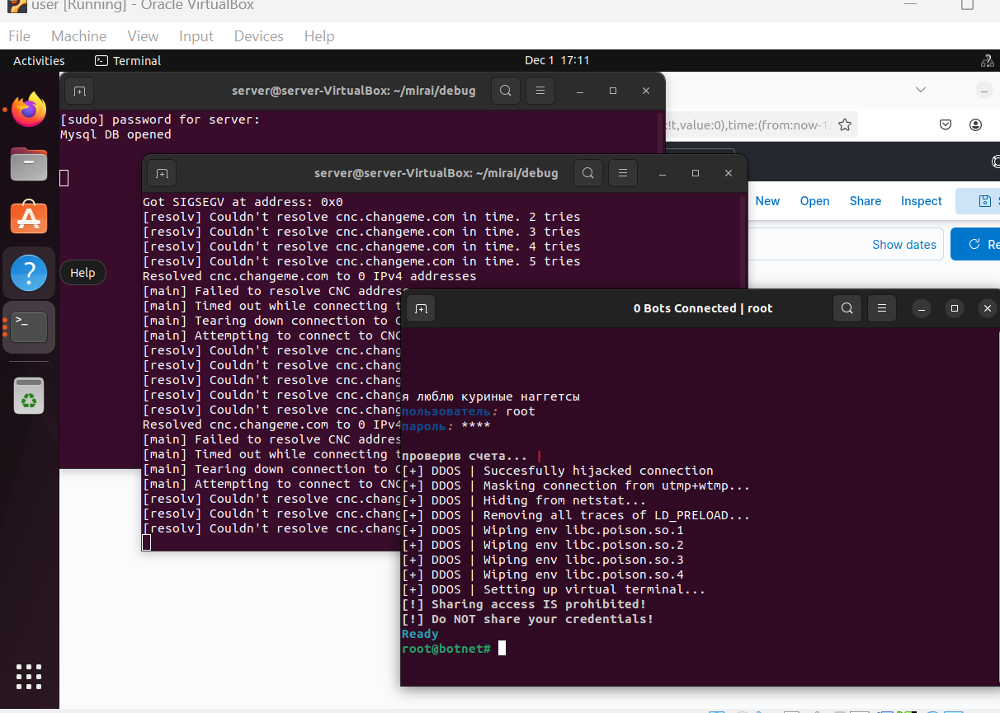 user [Running] - Oracle VirtualBox
File Machine View Input Devices Help
Activities Terminal Dec 1 17:11
server@server-VirtualBox: ~/mirai/debug
[sudo] password for server:
Mysql DB opened
:!t,value:0),time:(from:now-1
New Open Share Inspect
Show dates Re
Help
server@server-VirtualBox: ~/mirai/debug
Got SIGSEGV at address: 0x0
[resolv] Couldn't resolve cnc.changeme.com in time. 2 tries
[resolv] Couldn't resolve cnc.changeme.com in time. 3 tries
[resolv] Couldn't resolve cnc.changeme.com in time. 4 tries
[resolv] Couldn't resolve cnc.changeme.com in time. 5 tries
Resolved cnc.changeme.com to 0 IPv4 addresses
[main] Failed to resolve CNC address
[main] Timed out while connecting t
[main] Tearing down connection to C
[main] Attempting to connect to CNC
[resolv] Couldn't resolve cnc.chang
[resolv] Couldn't resolve cnc.chang
[resolv] Couldn't resolve cnc.chang
[resolv] Couldn't resolve cnc.chang
[resolv] Couldn't resolve cnc.chang
Resolved cnc.changeme.com to 0 IPv4
[main] Failed to resolve CNC addres
[main] Timed out while connecting t
[main] Tearing down connection to C
[main] Attempting to connect to CNC
[resolv] Couldn't resolve cnc.chang
[resolv] Couldn't resolve cnc.chang
[resolv] Couldn't resolve cnc.chang
0 Bots Connected | root
я люблю куриные наггетсы
пользователь: root
пароль: ****
проверив счета... |
[+] DDOS | Succesfully hijacked connection
[+] DDOS | Masking connection from utmp+wtmp...
[+] DDOS | Hiding from netstat...
[+] DDOS | Removing all traces of LD_PRELOAD...
[+] DDOS | Wiping env libc.poison.so.1
[+] DDOS | Wiping env libc.poison.so.2
[+] DDOS | Wiping env libc.poison.so.3
[+] DDOS | Wiping env libc.poison.so.4
[+] DDOS | Setting up virtual terminal...
[!] Sharing access IS prohibited!
[!] Do NOT share your credentials!
Ready
root@botnet#